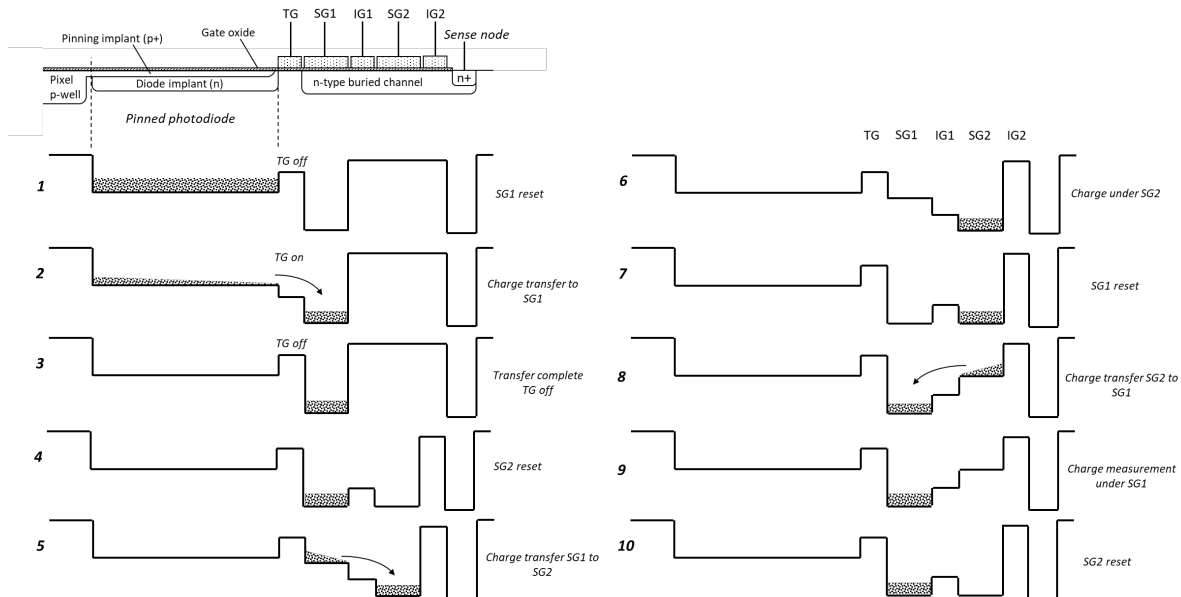 TG SG1 IG1 SG2 IG2
Sense node
Gate oxide
Pinning implant (p+)
Pixel
p-well
Diode implant (n)
n-type buried channel
n+
Pinned photodiode
TG SG1 IG1 SG2 IG2
1
TG off
SG1 reset
2
TG on
Charge transfer to
SG1
3
TG off
Transfer complete
TG off
4
SG2 reset
5
Charge transfer SG1 to
SG2
6
Charge under SG2
7
SG1 reset
8
Charge transfer SG2 to
SG1
9
Charge measurement
under SG1
10
SG2 reset